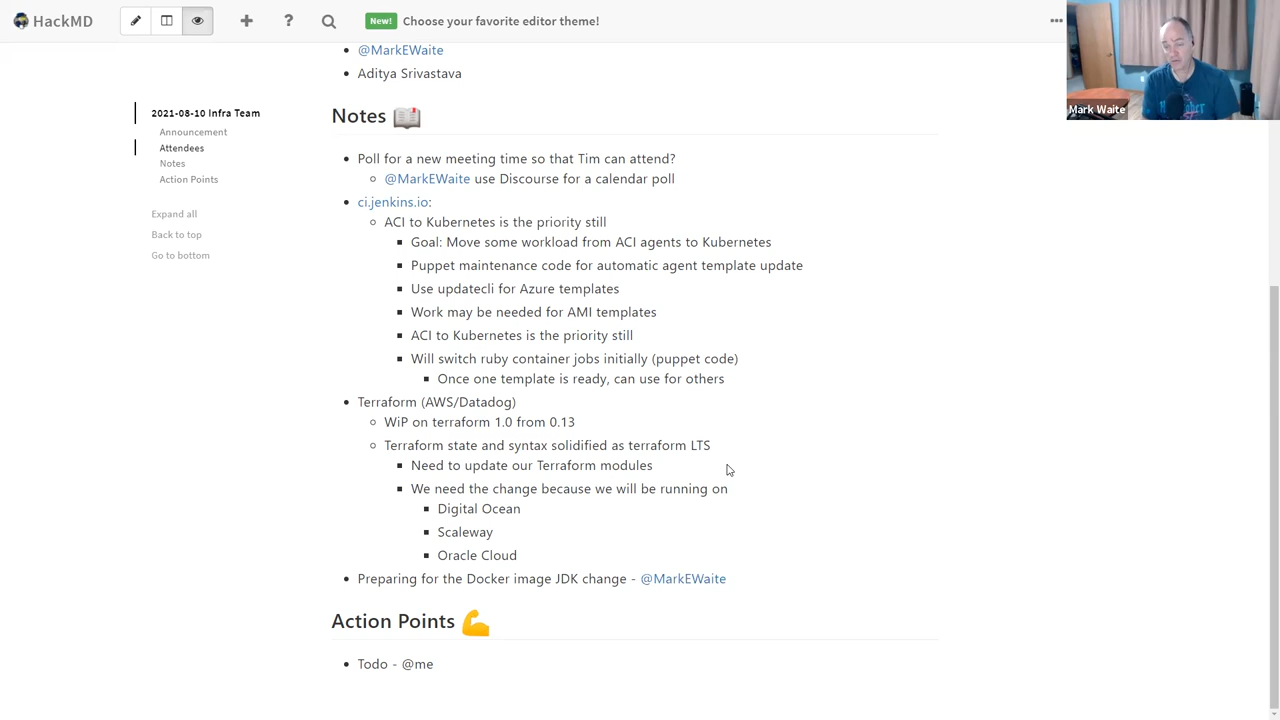 HackMD
New! Choose your favorite editor theme!
@MarkEWaite
Aditya Srivastava
Mark Waite
2021-08-10 Infra Team
Announcement
Attendees
Notes
Action Points
Expand all
Back to top
Go to bottom
Notes
Poll for a new meeting time so that Tim can attend?
@MarkEWaite use Discourse for a calendar poll
ci.jenkins.io:
ACI to Kubernetes is the priority still
Goal: Move some workload from ACI agents to Kubernetes
Puppet maintenance code for automatic agent template update
Use updatecli for Azure templates
Work may be needed for AMI templates
ACI to Kubernetes is the priority still
Will switch ruby container jobs initially (puppet code)
Once one template is ready, can use for others
Terraform (AWS/Datadog)
WiP on terraform 1.0 from 0.13
Terraform state and syntax solidified as terraform LTS
Need to update our Terraform modules
We need the change because we will be running on
Digital Ocean
Scaleway
Oracle Cloud
Preparing for the Docker image JDK change - @MarkEWaite
Action Points
Todo - @me